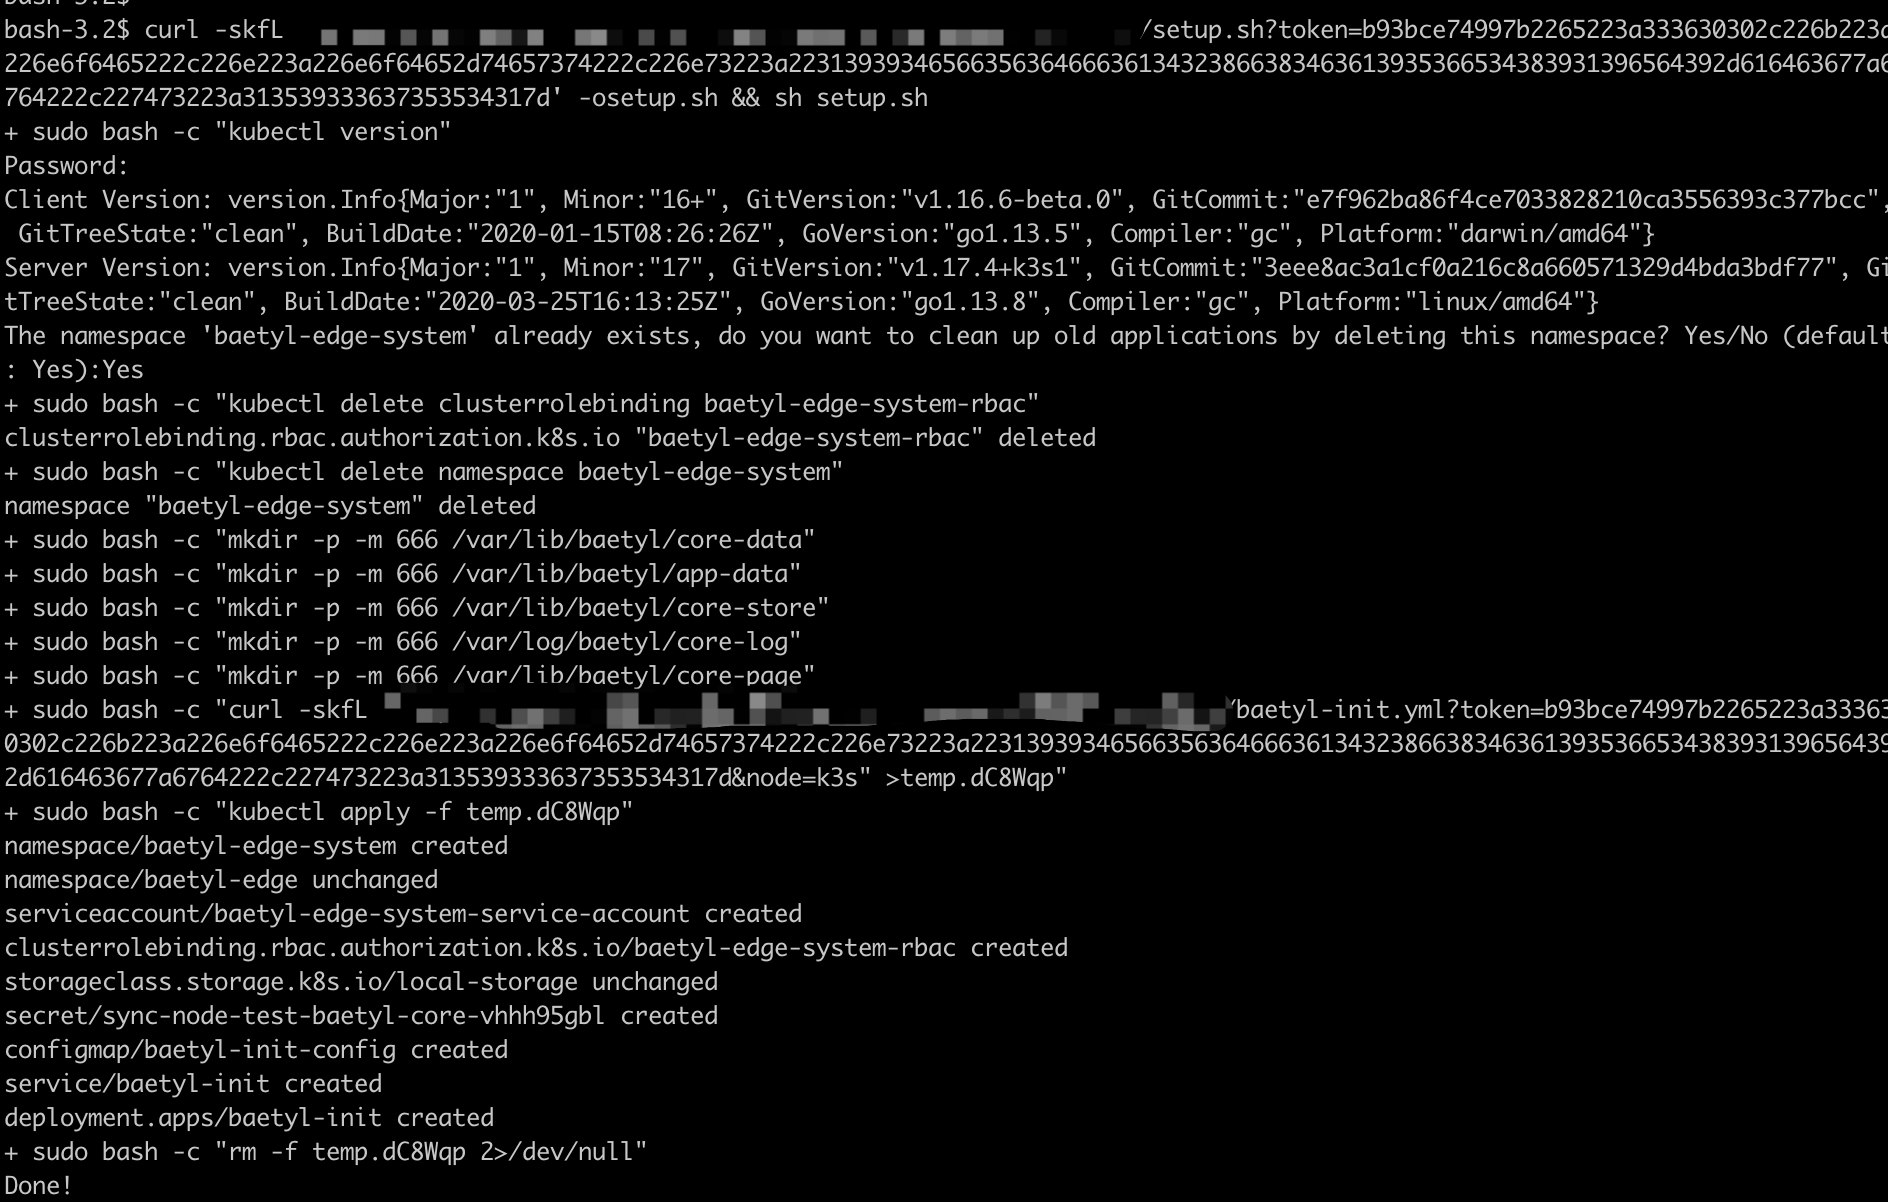 bash-3.2$
bash-3.2$ curl -skfL /setup.sh?token=b93bce74997b2265223a333630302c226b223a
226e6f6465222c226e223a226e6f64652d74657374222c226e73223a2231393934656635636466636134323866383463613935366534383931396564392d616463677a6
764222c227473223a313539333637353534317d' -osetup.sh && sh setup.sh
+ sudo bash -c "kubectl version"
Password:
Client Version: version.Info{Major:"1", Minor:"16+", GitVersion:"v1.16.6-beta.0", GitCommit:"e7f962ba86f4ce7033828210ca3556393c377bcc",
GitTreeState:"clean", BuildDate:"2020-01-15T08:26:26Z", GoVersion:"go1.13.5", Compiler:"gc", Platform:"darwin/amd64"}
Server Version: version.Info{Major:"1", Minor:"17", GitVersion:"v1.17.4+k3s1", GitCommit:"3eee8ac3a1cf0a216c8a660571329d4bda3bdf77", Gi
tTreeState:"clean", BuildDate:"2020-03-25T16:13:25Z", GoVersion:"go1.13.8", Compiler:"gc", Platform:"linux/amd64"}
The namespace 'baetyl-edge-system' already exists, do you want to clean up old applications by deleting this namespace? Yes/No (default
: Yes):Yes
+ sudo bash -c "kubectl delete clusterrolebinding baetyl-edge-system-rbac"
clusterrolebinding.rbac.authorization.k8s.io "baetyl-edge-system-rbac" deleted
+ sudo bash -c "kubectl delete namespace baetyl-edge-system"
namespace "baetyl-edge-system" deleted
+ sudo bash -c "mkdir -p -m 666 /var/lib/baetyl/core-data"
+ sudo bash -c "mkdir -p -m 666 /var/lib/baetyl/app-data"
+ sudo bash -c "mkdir -p -m 666 /var/lib/baetyl/core-store"
+ sudo bash -c "mkdir -p -m 666 /var/log/baetyl/core-log"
+ sudo bash -c "mkdir -p -m 666 /var/lib/baetyl/core-page"
+ sudo bash -c "curl -skfL /baetyl-init.yml?token=b93bce74997b2265223a33363
0302c226b223a226e6f6465222c226e223a226e6f64652d74657374222c226e73223a223139393465663563646663613432386638346361393536653438393139656439
2d616463677a6764222c227473223a313539333637353534317d&node=k3s" >temp.dC8Wqp"
+ sudo bash -c "kubectl apply -f temp.dC8Wqp"
namespace/baetyl-edge-system created
namespace/baetyl-edge unchanged
serviceaccount/baetyl-edge-system-service-account created
clusterrolebinding.rbac.authorization.k8s.io/baetyl-edge-system-rbac created
storageclass.storage.k8s.io/local-storage unchanged
secret/sync-node-test-baetyl-core-vhhh95gbl created
configmap/baetyl-init-config created
service/baetyl-init created
deployment.apps/baetyl-init created
+ sudo bash -c "rm -f temp.dC8Wqp 2>/dev/null"
Done!